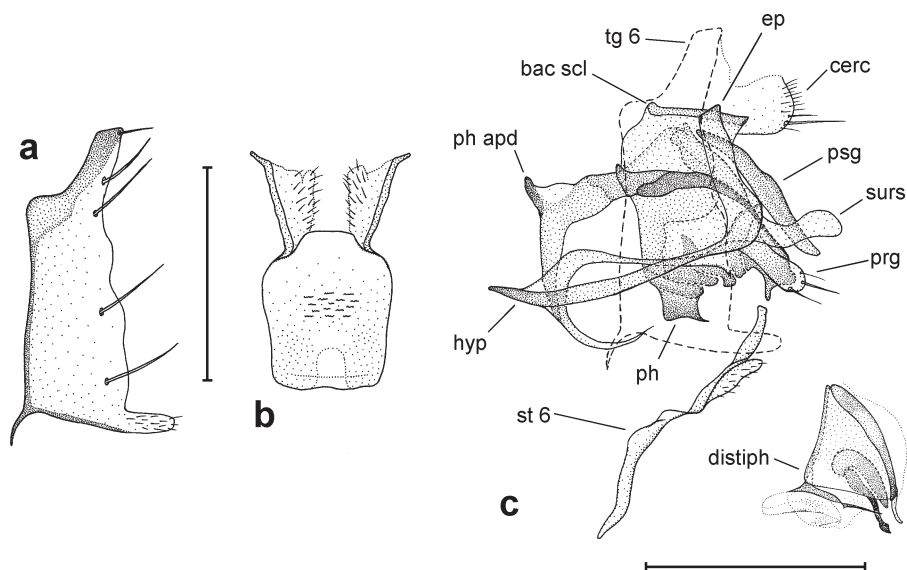 a
b
c
tg 6
ep
bac scl
cerc
ph apd
psg
surs
prg
hyp
ph
st 6
distiph